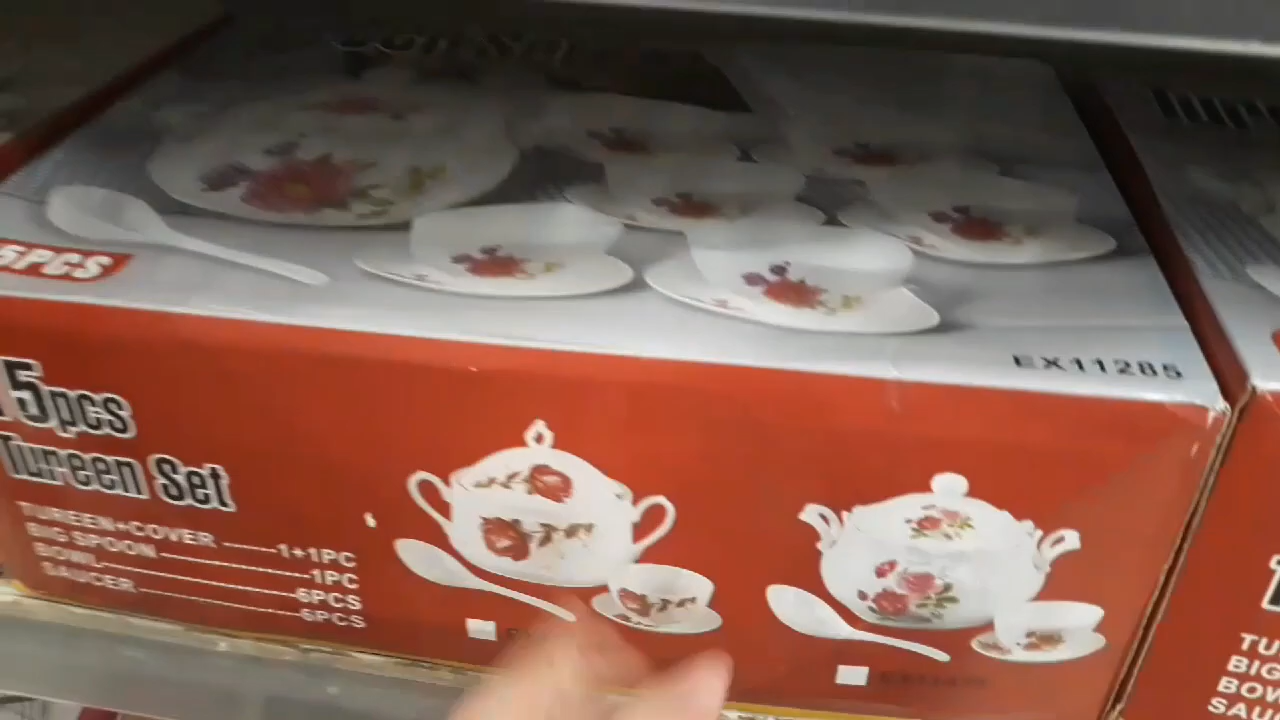 5PCS
EX11285
15pcs
Tureen Set
TUREEN+COVER ------1+1PC
BIG SPOON ----------------1PC
BOWL----------------------6PCS
SAUCER--------------------6PCS
TU
BIG
BOW
SAU